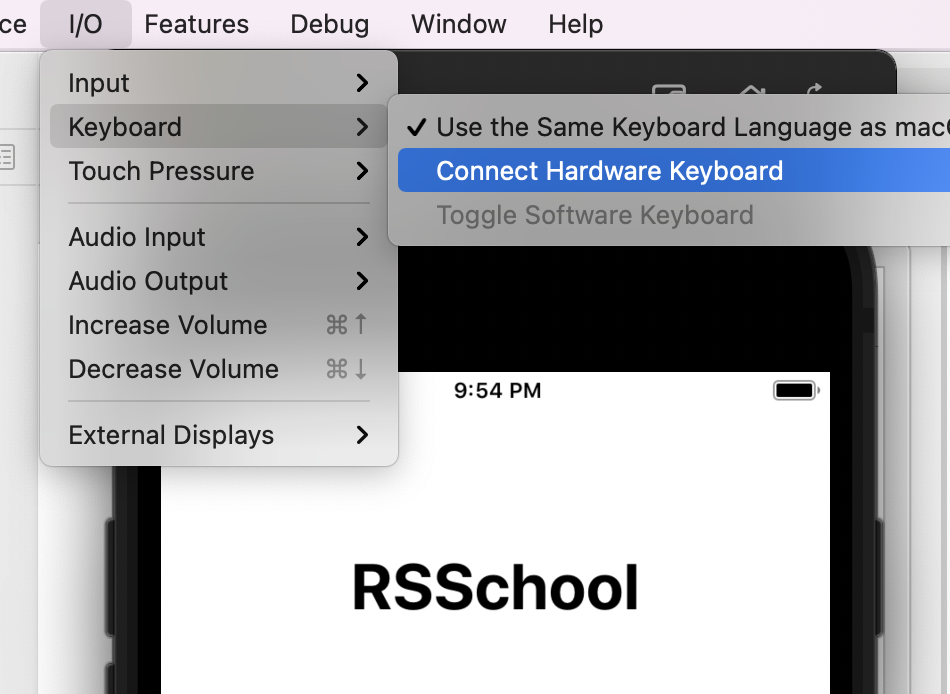 ce I/O Features Debug Window Help
Input
Keyboard
Touch Pressure
Audio Input
Audio Output
Increase Volume ⌘↑
Decrease Volume ⌘↓
External Displays
✓ Use the Same Keyboard Language as mac
Connect Hardware Keyboard
Toggle Software Keyboard
9:54 PM
RSSchool